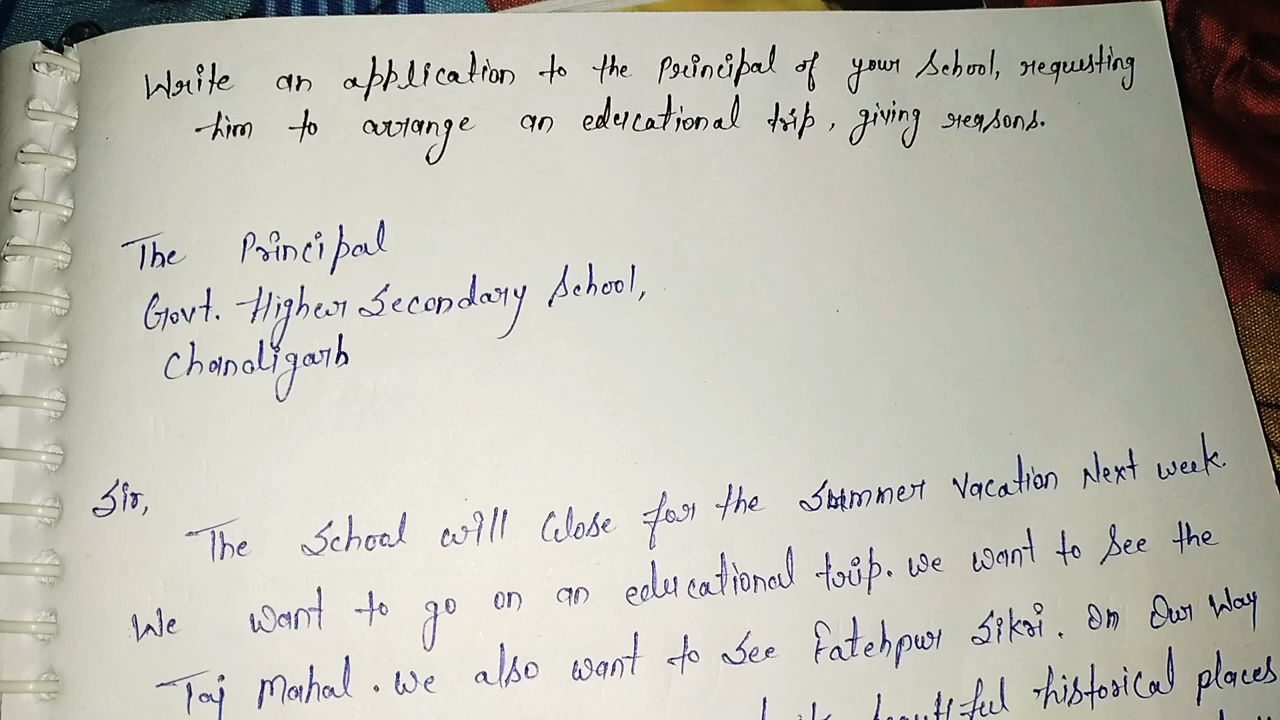 Write an application to the Principal of your School, requesting
him to arrange an educational trip, giving reasons.
The Principal
Govt. Higher Secondary School,
Chandigarh
Sir,
The School will Close for the Summer Vacation Next week.
We want to go on an educational trip. We want to See the
Taj Mahal. We also want to See Fatehpur Sikri. On Our Way
beautiful historical places